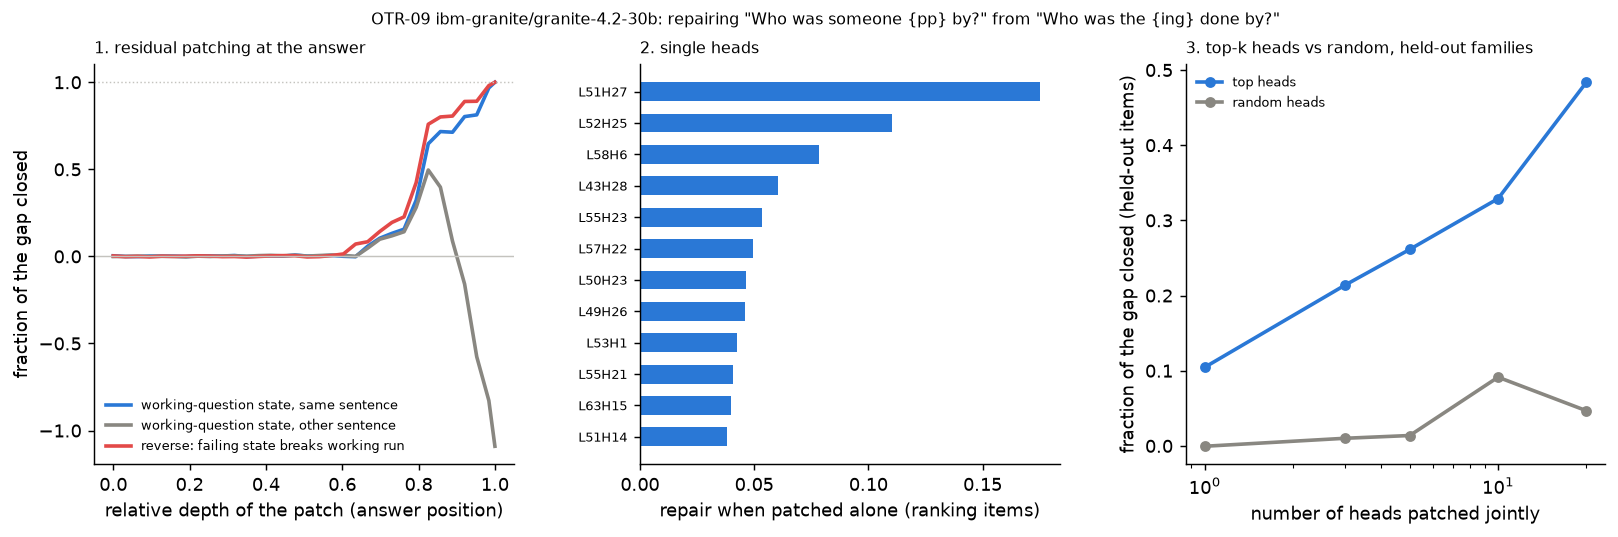 OTR-09 ibm-granite/granite-4.2-30b: repairing "Who was someone {pp} by?" from "Who was the {ing} done by?"
1. residual patching at the answer
fraction of the gap closed
1.0
0.5
0.0
−0.5
−1.0
working-question state, same sentence
working-question state, other sentence
reverse: failing state breaks working run
0.0 0.2 0.4 0.6 0.8 1.0
relative depth of the patch (answer position)
2. single heads
L51H27
L52H25
L58H6
L43H28
L55H23
L57H22
L50H23
L49H26
L53H1
L55H21
L63H15
L51H14
0.00 0.05 0.10 0.15
repair when patched alone (ranking items)
3. top-k heads vs random, held-out families
fraction of the gap closed (held-out items)
top heads
random heads
0.5
0.4
0.3
0.2
0.1
0.0
10⁰ 10¹
number of heads patched jointly